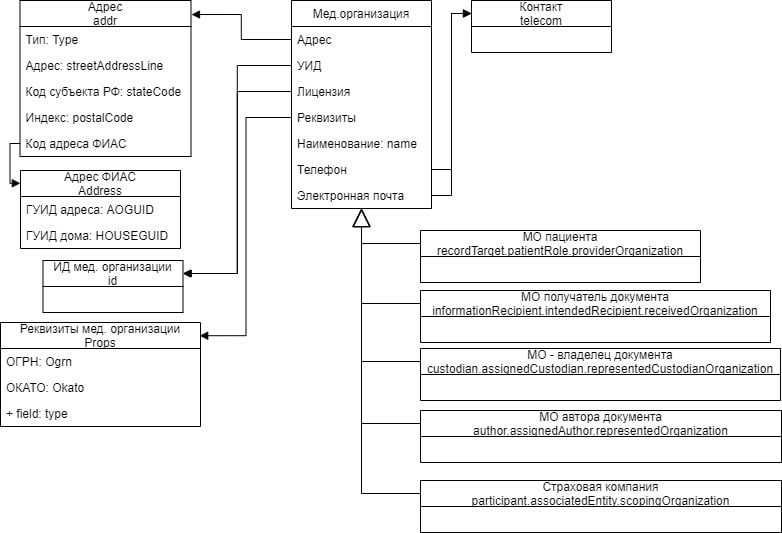 Адрес
addr
Тип: Type
Адрес: streetAddressLine
Код субъекта РФ: stateCode
Индекс: postalCode
Код адреса ФИАС
Адрес ФИАС
Address
ГУИД адреса: AOGUID
ГУИД дома: HOUSEGUID
ИД мед. организации
id
Реквизиты мед. организации
Props
ОГРН: Ogrn
ОКАТО: Okato
+ field: type
Мед.организация
Адрес
УИД
Лицензия
Реквизиты
Наименование: name
Телефон
Электронная почта
Контакт
telecom
МО пациента
recordTarget.patientRole.providerOrganization
МО получатель документа
informationRecipient.intendedRecipient.receivedOrganization
МО - владелец документа
custodian.assignedCustodian.representedCustodianOrganization
МО автора документа
author.assignedAuthor.representedOrganization
Страховая компания
participant.associatedEntity.scopingOrganization